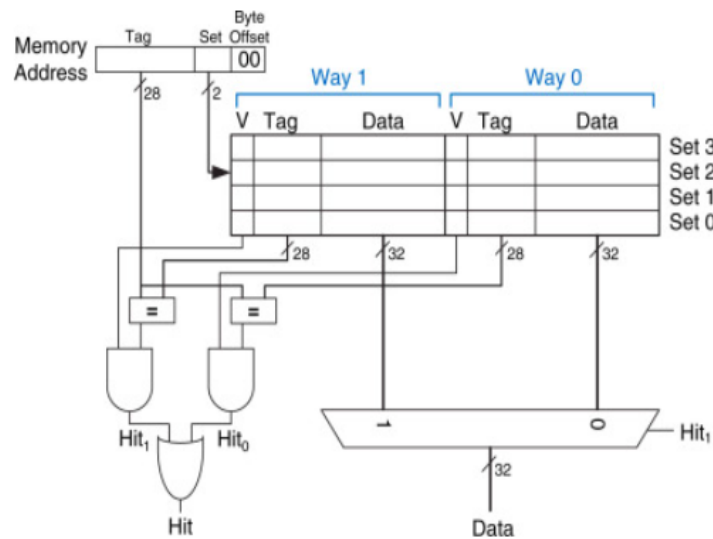 Byte
Tag Set Offset
Memory Address 00
28 2
Way 1 Way 0
V Tag Data V Tag Data
Set 3
Set 2
Set 1
Set 0
28 32 28 32
= =
1 0
Hit1 Hit0 Hit1
32
Hit Data